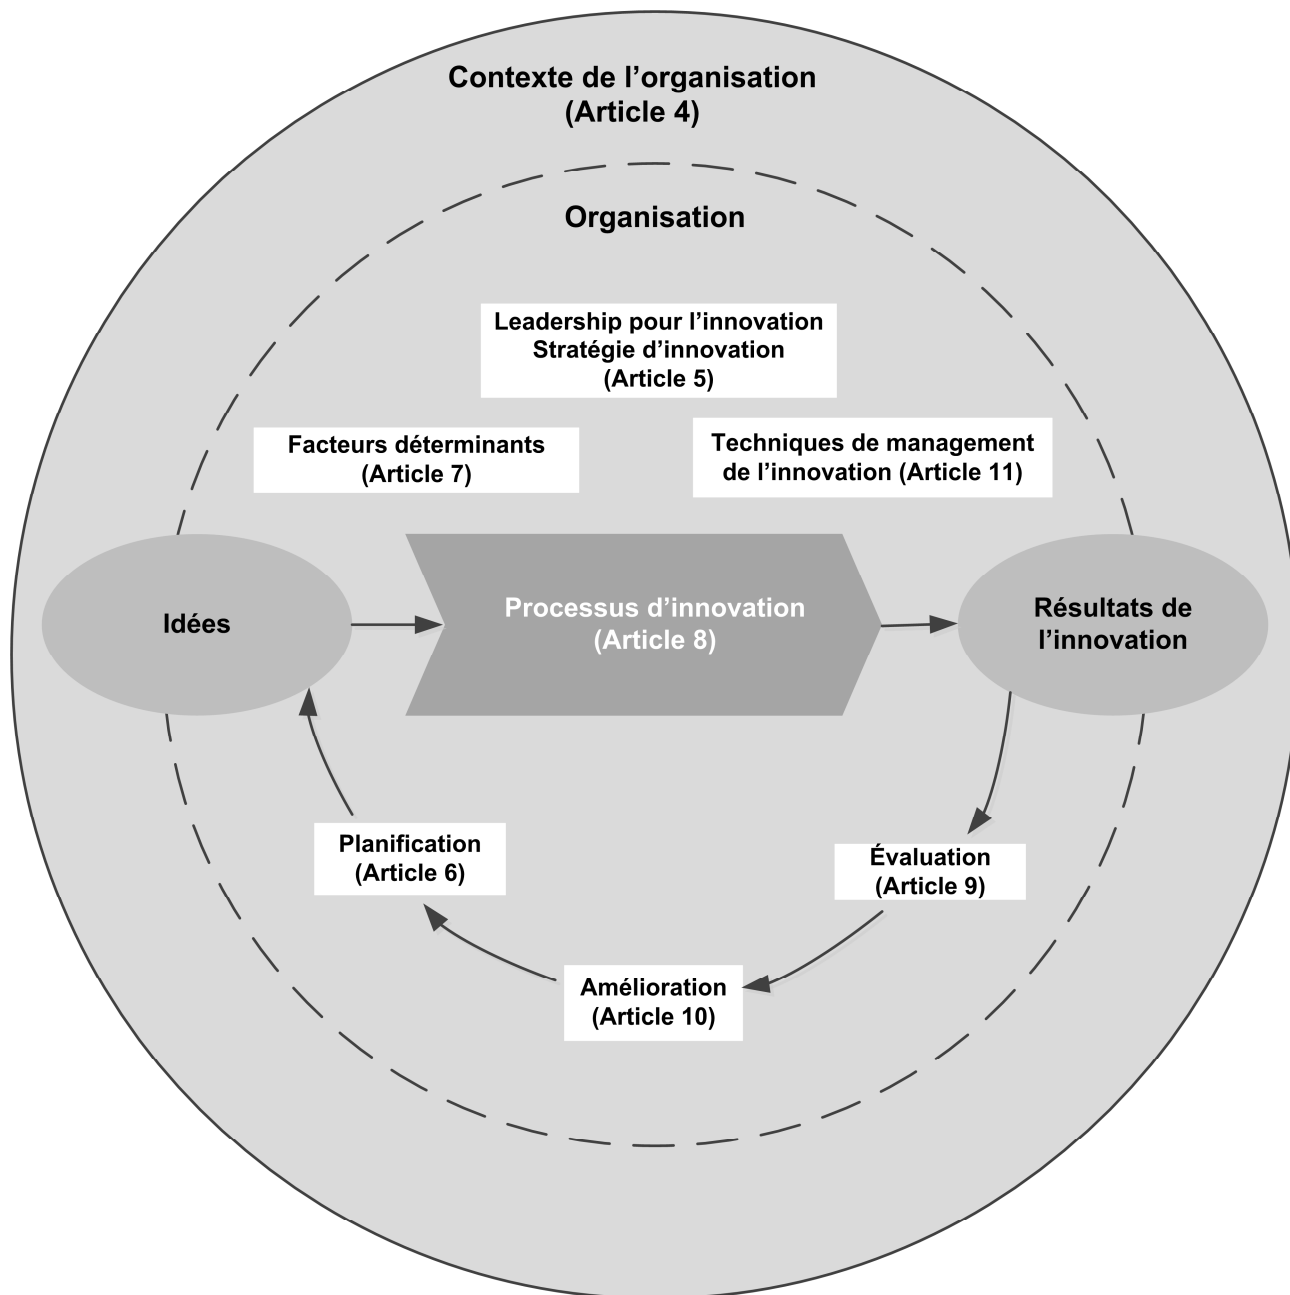 Contexte de l’organisation
(Article 4)
Organisation
Leadership pour l’innovation
Stratégie d’innovation
(Article 5)
Facteurs déterminants
(Article 7)
Techniques de management
de l’innovation (Article 11)
Idées
Processus d’innovation
(Article 8)
Résultats de
l’innovation
Planification
(Article 6)
Évaluation
(Article 9)
Amélioration
(Article 10)